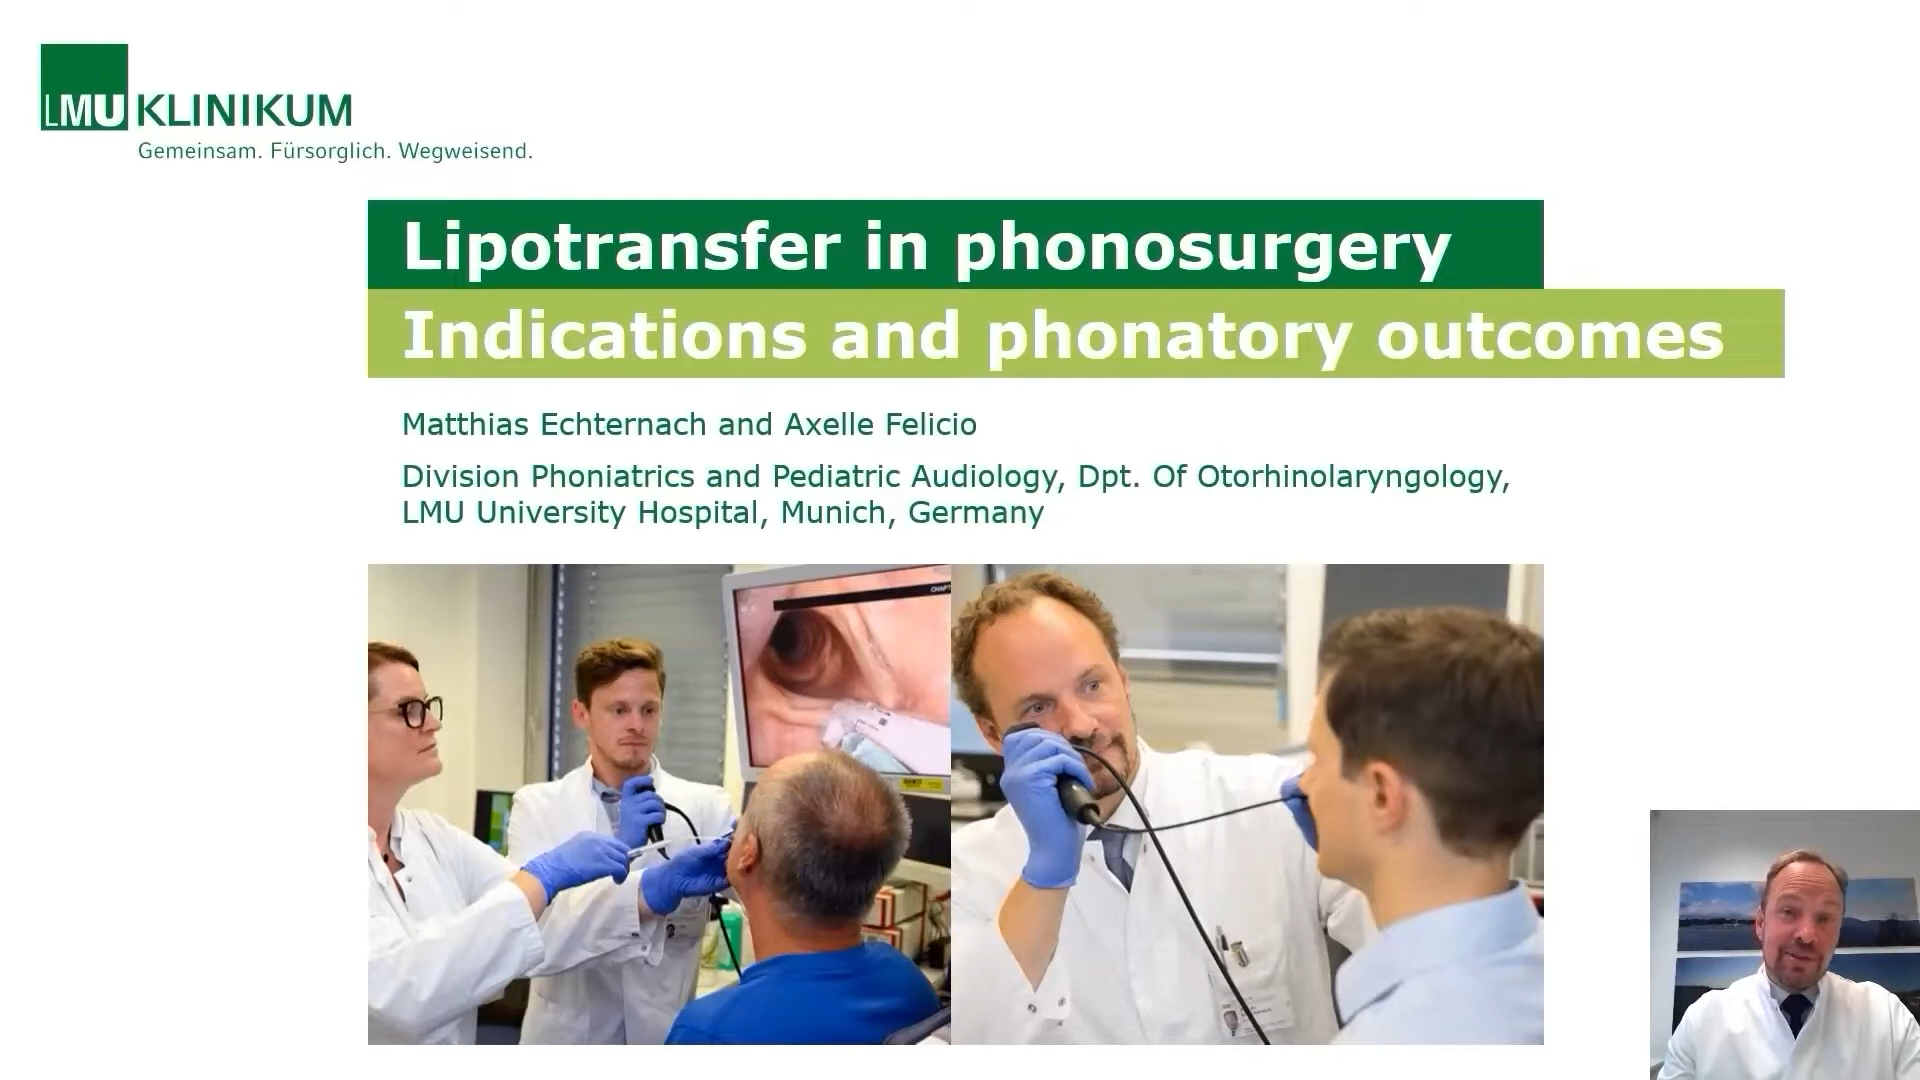 LMU KLINIKUM
Gemeinsam. Fürsorglich. Wegweisend.
Lipotransfer in phonosurgery
Indications and phonatory outcomes
Matthias Echternach and Axelle Felicio
Division Phoniatrics and Pediatric Audiology, Dpt. Of Otorhinolaryngology,
LMU University Hospital, Munich, Germany